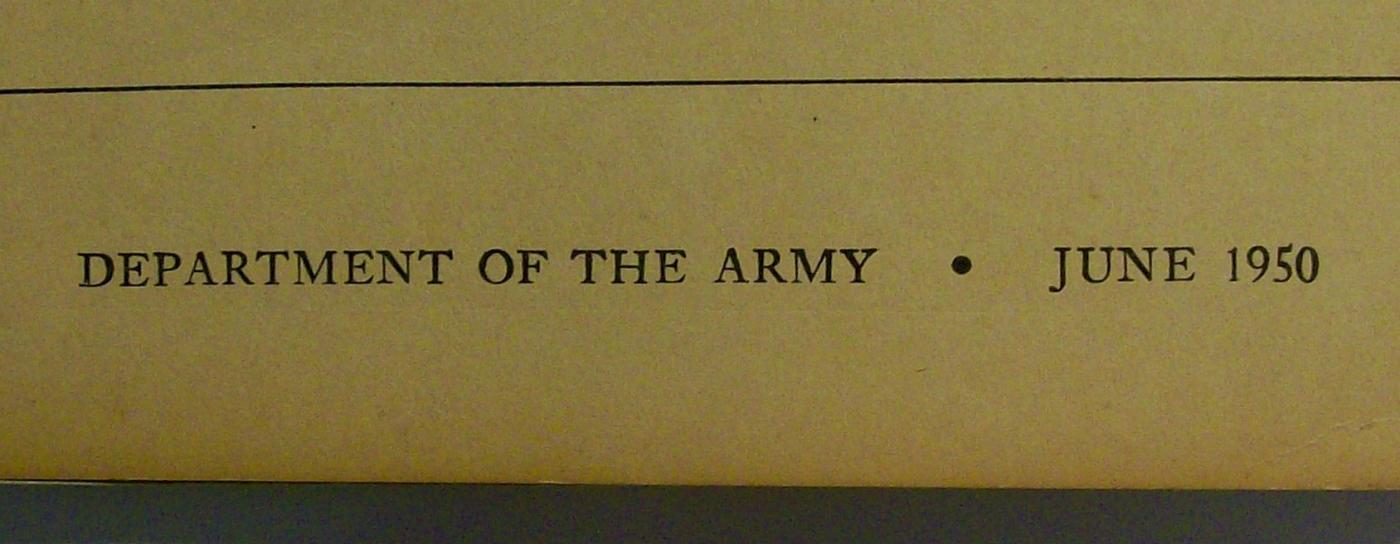 DEPARTMENT OF THE ARMY • JUNE 1950